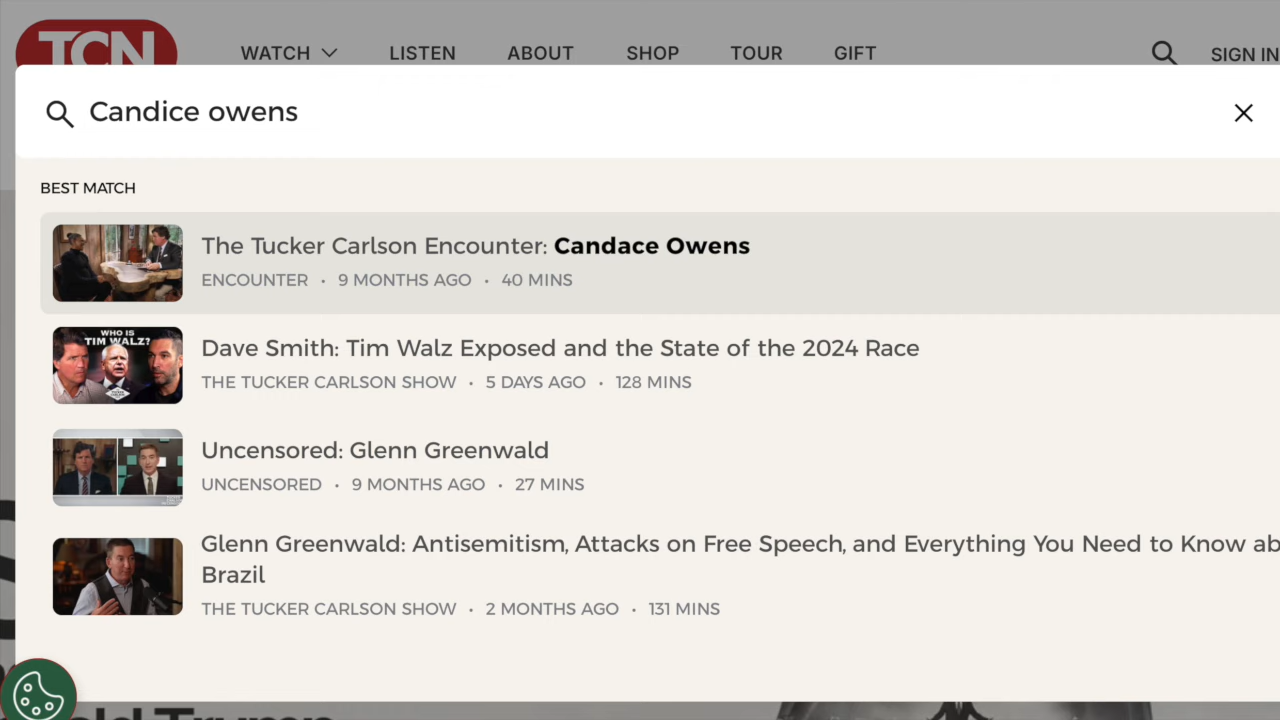 TCN
WATCH
LISTEN
ABOUT
SHOP
TOUR
GIFT
SIGN IN
Candice owens
BEST MATCH
The Tucker Carlson Encounter: Candace Owens
ENCOUNTER • 9 MONTHS AGO • 40 MINS
WHO IS
TIM WALZ?
Dave Smith: Tim Walz Exposed and the State of the 2024 Race
THE TUCKER CARLSON SHOW • 5 DAYS AGO • 128 MINS
Uncensored: Glenn Greenwald
UNCENSORED • 9 MONTHS AGO • 27 MINS
Glenn Greenwald: Antisemitism, Attacks on Free Speech, and Everything You Need to Know ab
Brazil
THE TUCKER CARLSON SHOW • 2 MONTHS AGO • 131 MINS